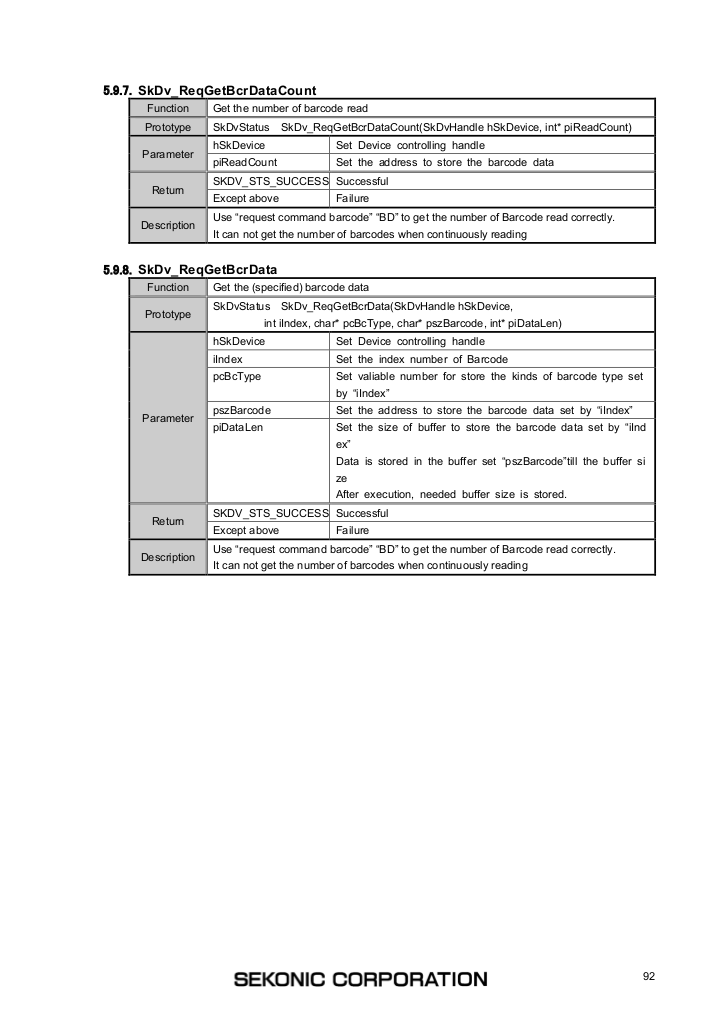 5.9.7. SkDv_ReqGetBcrDataCount
Function Get the number of barcode read
Prototype SkDvStatus SkDv_ReqGetBcrDataCount(SkDvHandle hSkDevice, int* piReadCount)
Parameter hSkDevice Set Device controlling handle
piReadCount Set the address to store the barcode data
Return SKDV_STS_SUCCESS Successful
Except above Failure
Description Use “request command barcode” “BD” to get the number of Barcode read correctly.
It can not get the number of barcodes when continuously reading
5.9.8. SkDv_ReqGetBcrData
Function Get the (specified) barcode data
Prototype SkDvStatus SkDv_ReqGetBcrData(SkDvHandle hSkDevice,
int iIndex, char* pcBcType, char* pszBarcode, int* piDataLen)
Parameter hSkDevice Set Device controlling handle
iIndex Set the index number of Barcode
pcBcType Set valiable number for store the kinds of barcode type set
by “iIndex”
pszBarcode Set the address to store the barcode data set by “iIndex”
piDataLen Set the size of buffer to store the barcode data set by “iInd
ex”
Data is stored in the buffer set “pszBarcode”till the buffer si
ze
After execution, needed buffer size is stored.
Return SKDV_STS_SUCCESS Successful
Except above Failure
Description Use “request command barcode” “BD” to get the number of Barcode read correctly.
It can not get the number of barcodes when continuously reading
SEKONIC CORPORATION
92